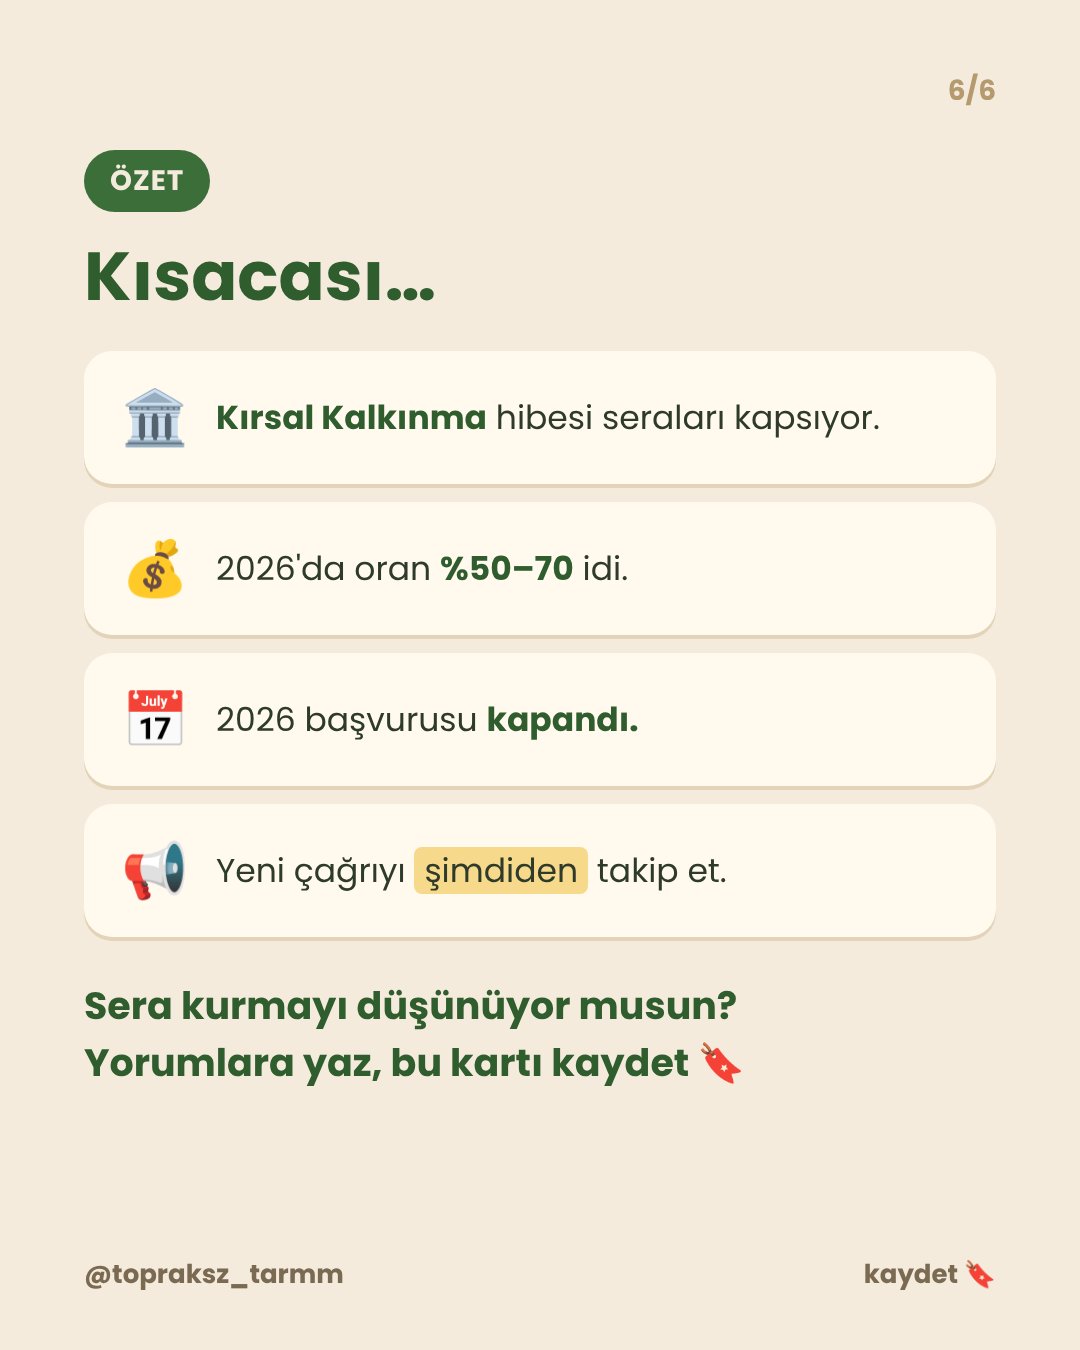 6/6
ÖZET
Kısacası...
Kırsal Kalkınma hibesi seraları kapsıyor.
2026'da oran %50–70 idi.
July
17
2026 başvurusu kapandı.
Yeni çağrıyı şimdiden takip et.
Sera kurmayı düşünüyor musun?
Yorumlara yaz, bu kartı kaydet
@topraksz_tarmm
kaydet